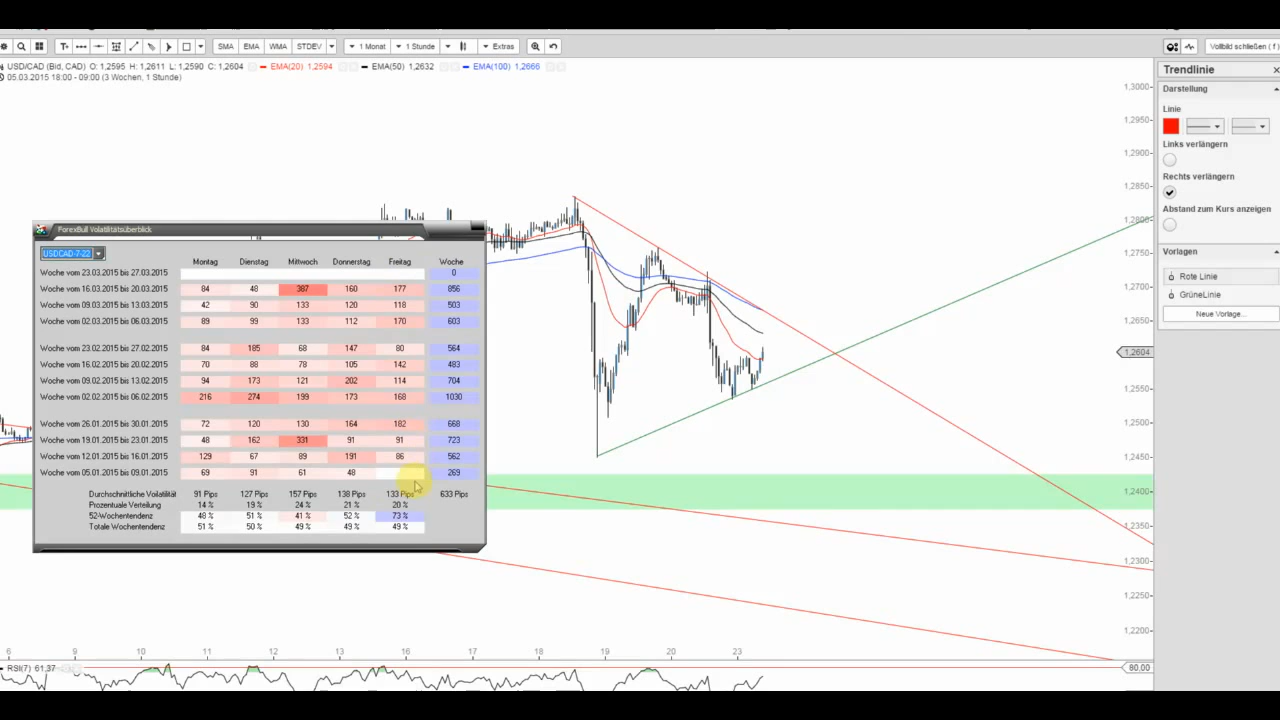 SMA EMA WMA STDEV 1 Monat 1 Stunde Extras Vollbild schließen ( f )
USD/CAD (Bid, CAD) O: 1,2595 H: 1,2611 L: 1,2590 C: 1,2604 EMA(20) 1,2594 EMA(50) 1,2632 EMA(100) 1,2666
05.03.2015 18:00 - 09:00 (3 Wochen, 1 Stunde)
Trendlinie
Darstellung
Linie
Links verlängern
Rechts verlängern
Abstand zum Kurs anzeigen
Vorlagen
Rote Linie
GrüneLinie
Neue Vorlage...
1,3000
1,2950
1,2900
1,2850
1,2800
1,2750
1,2700
1,2650
1,2604
1,2550
1,2500
1,2450
1,2400
1,2350
1,2300
1,2250
1,2200
ForexBull Volatilitätsüberblick
USDCAD-7-22
Montag Dienstag Mittwoch Donnerstag Freitag Woche
Woche vom 23.03.2015 bis 27.03.2015 0
Woche vom 16.03.2015 bis 20.03.2015 84 48 387 160 177 856
Woche vom 09.03.2015 bis 13.03.2015 42 90 133 120 118 503
Woche vom 02.03.2015 bis 06.03.2015 89 99 133 112 170 603
Woche vom 23.02.2015 bis 27.02.2015 84 185 68 147 80 564
Woche vom 16.02.2015 bis 20.02.2015 70 88 78 105 142 483
Woche vom 09.02.2015 bis 13.02.2015 94 173 121 202 114 704
Woche vom 02.02.2015 bis 06.02.2015 216 274 199 173 168 1030
Woche vom 26.01.2015 bis 30.01.2015 72 120 130 164 182 668
Woche vom 19.01.2015 bis 23.01.2015 48 162 331 91 91 723
Woche vom 12.01.2015 bis 16.01.2015 129 67 89 191 86 562
Woche vom 05.01.2015 bis 09.01.2015 69 91 61 48 269
Durchschnittliche Voilatilität 91 Pips 127 Pips 157 Pips 138 Pips 133 Pips 633 Pips
Prozentuale Verteilung 14 % 19 % 24 % 21 % 20 %
52-Wochentendenz 48 % 51 % 41 % 52 % 73 %
Totale Wochentendenz 51 % 50 % 49 % 49 % 49 %
6 9 10 11 12 13 16 17 18 19 20 23
RSI(7) 61,37
80,00